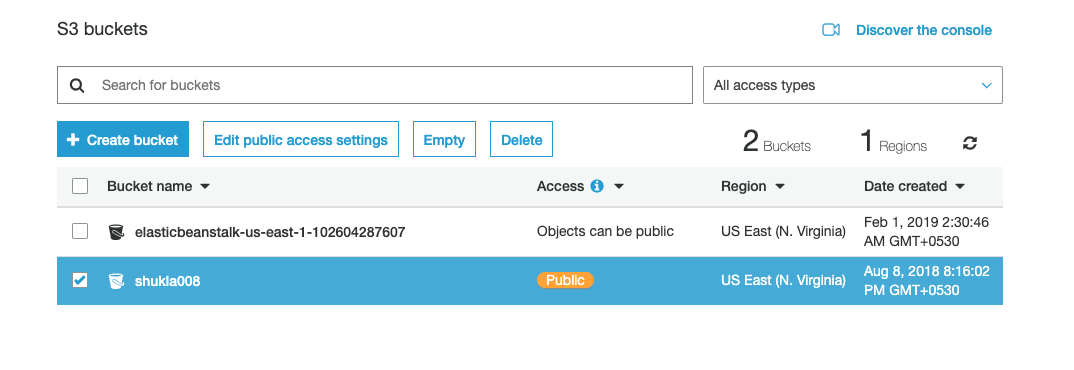 S3 buckets
Discover the console
Search for buckets
All access types
Create bucket
Edit public access settings
Empty
Delete
2 Buckets
1 Regions
Bucket name
Access
Region
Date created
elasticbeanstalk-us-east-1-102604287607
Objects can be public
US East (N. Virginia)
Feb 1, 2019 2:30:46
AM GMT+0530
shukla008
Public
US East (N. Virginia)
Aug 8, 2018 8:16:02
PM GMT+0530